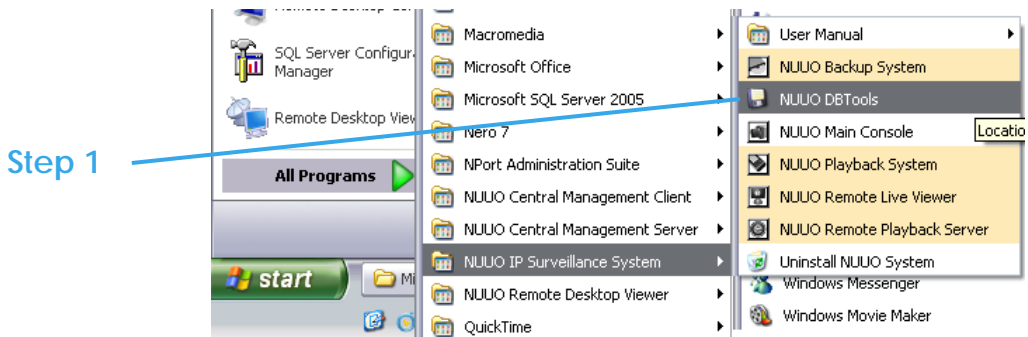 Step 1
SQL Server Configura
Manager
Remote Desktop View
All Programs
start
Mi
Macromedia
Microsoft Office
Microsoft SQL Server 2005
Nero 7
NPort Administration Suite
NUUO Central Management Client
NUUO Central Management Server
NUUO IP Surveillance System
NUUO Remote Desktop Viewer
QuickTime
User Manual
NUUO Backup System
NUUO DBTools
NUUO Main Console
Locatio
NUUO Playback System
NUUO Remote Live Viewer
NUUO Remote Playback Server
Uninstall NUUO System
Windows Messenger
Windows Movie Maker